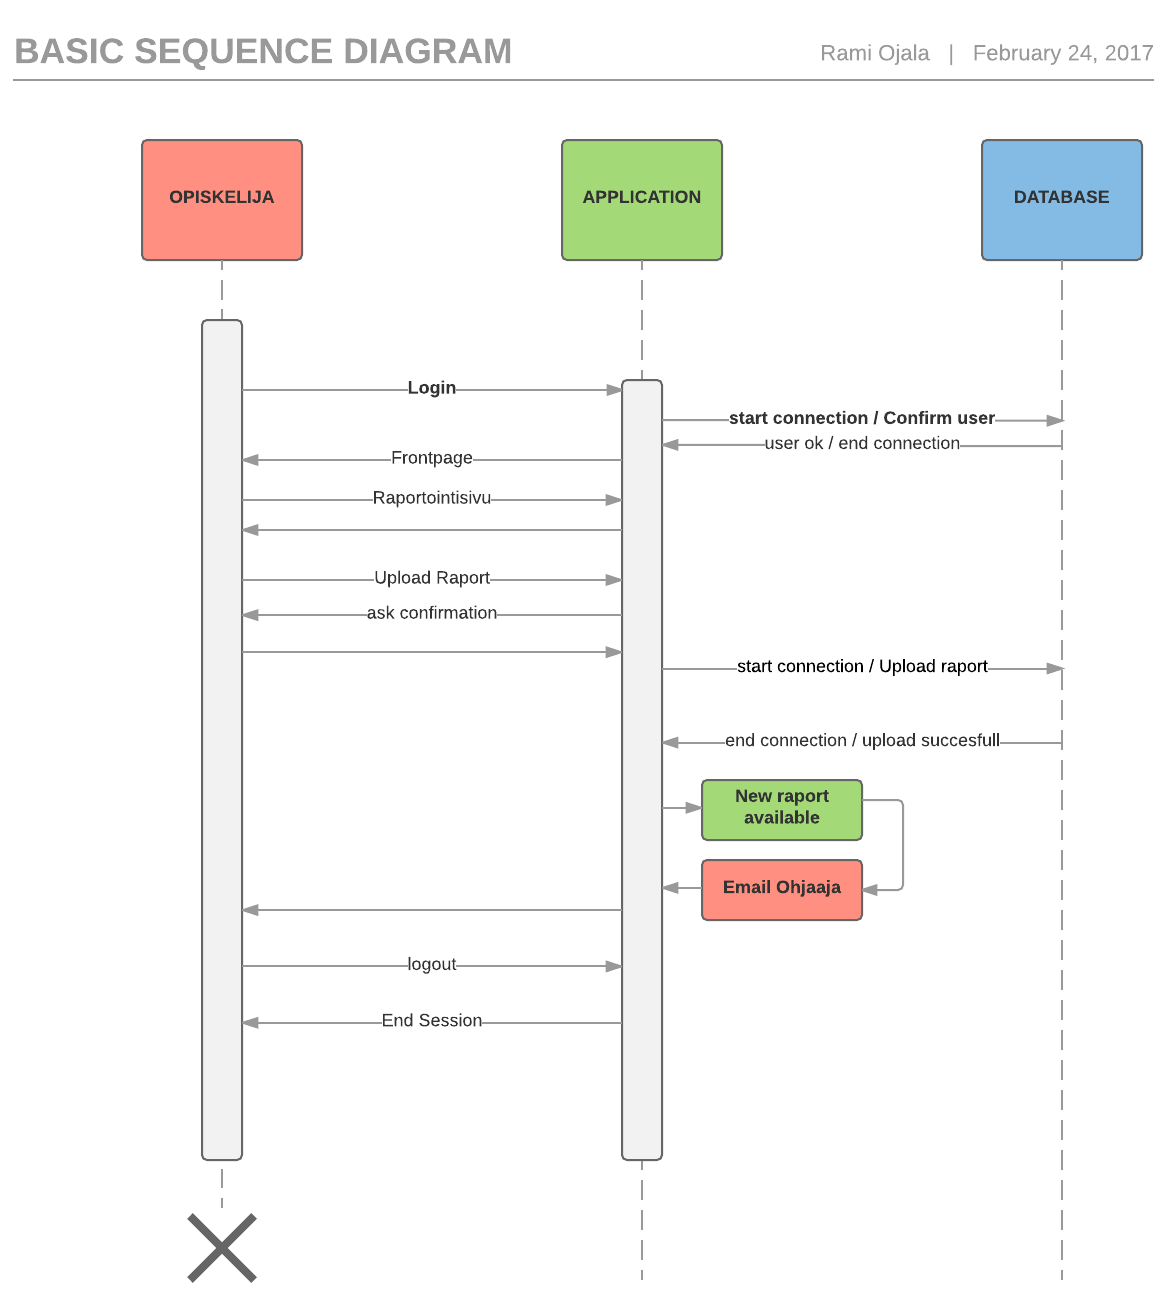 BASIC SEQUENCE DIAGRAM
Rami Ojala | February 24, 2017
OPISKELIJA
APPLICATION
DATABASE
Login
start connection / Confirm user
user ok / end connection
Frontpage
Raportointisivu
Upload Raport
ask confirmation
start connection / Upload raport
end connection / upload succesfull
New raport
available
Email Ohjaaja
logout
End Session